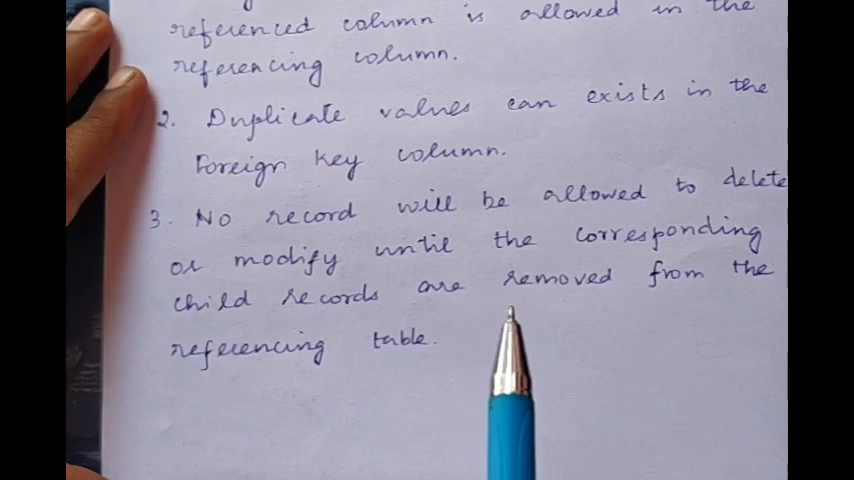 referenced column is allowed in the
referencing column.
2. Duplicate values can exists in the
Foreign key column.
3. No record will be allowed to delete
or modify until the corresponding
child records are removed from the
referencing table.